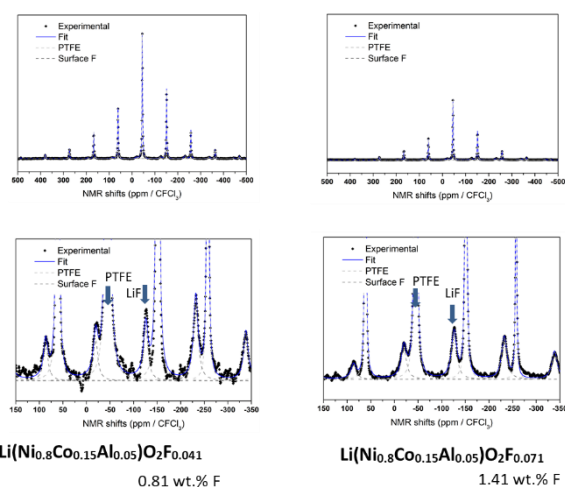 Experimental
Fit
PTFE
Surface F
500 400 300 200 100 0 -100 -200 -300 -400 -500
NMR shifts (ppm / CFCl3)
Experimental
Fit
PTFE
Surface F
500 400 300 200 100 0 -100 -200 -300 -400 -500
NMR shifts (ppm / CFCl3)
Experimental
Fit
PTFE
Surface F
PTFE
LiF
150 100 50 0 -50 -100 -150 -200 -250 -300 -350
NMR shifts (ppm / CFCl3)
Experimental
Fit
PTFE
Surface F
PTFE
LiF
150 100 50 0 -50 -100 -150 -200 -250 -300 -350
NMR shifts (ppm / CFCl3)
Li(Ni0.8Co0.15Al0.05)O2F0.041
0.81 wt.% F
Li(Ni0.8Co0.15Al0.05)O2F0.071
1.41 wt.% F